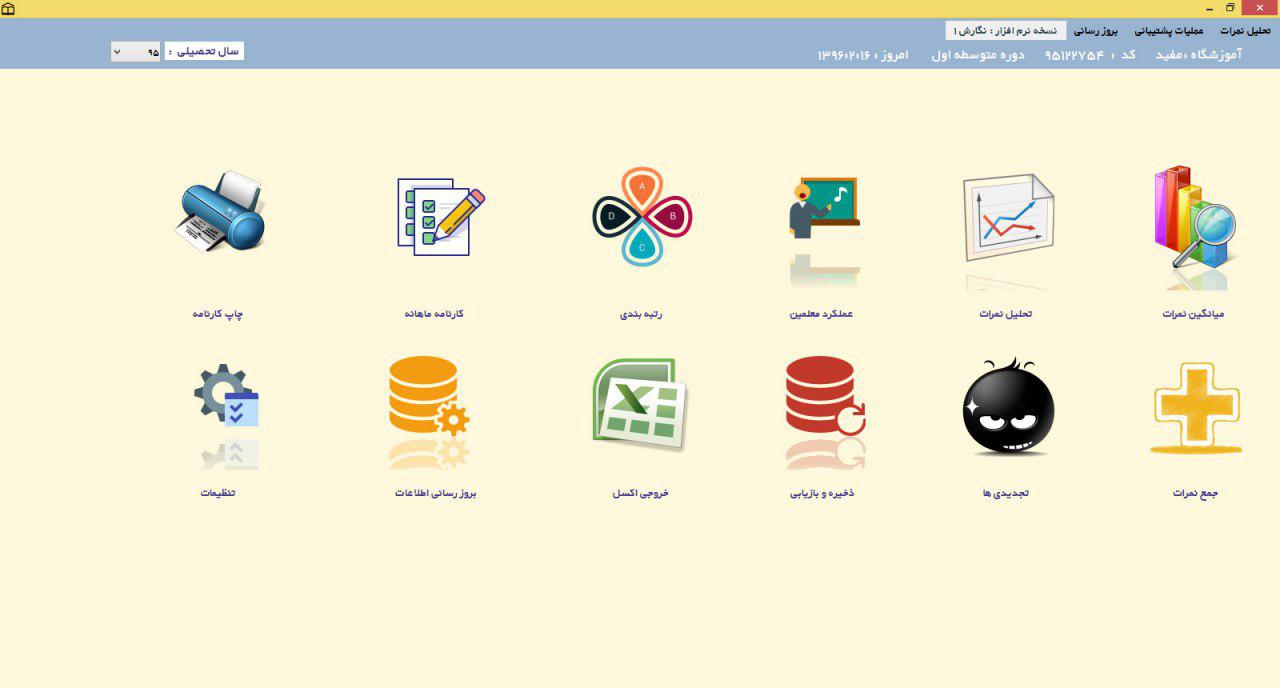 تحلیل نمرات عملیات پشتیبانی بروز رسانی نسخه نرم افزار : نگارش ۱
آموزشگاه :مفید کد : ۹۵۱۲۲۷۵۴ دوره متوسطه اول امروز : ۱۳۹۶:۲:۱۶ سال تحصیلی : ۹۵
A
D B
C
میانگین نمرات تحلیل نمرات عملکرد معلمین رتبه بندی کارنامه ماهانه چاپ کارنامه
جمع نمرات تجدیدی ها ذخیره و بازیابی خروجی اکسل بروز رسانی اطلاعات تنظیمات